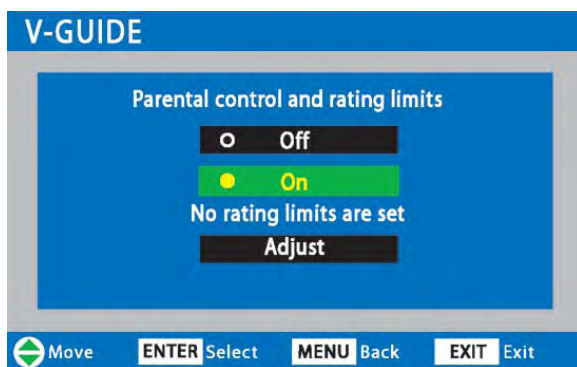 V-GUIDE
Parental control and rating limits
Off
On
No rating limits are set
Adjust
Move ENTER Select MENU Back EXIT Exit